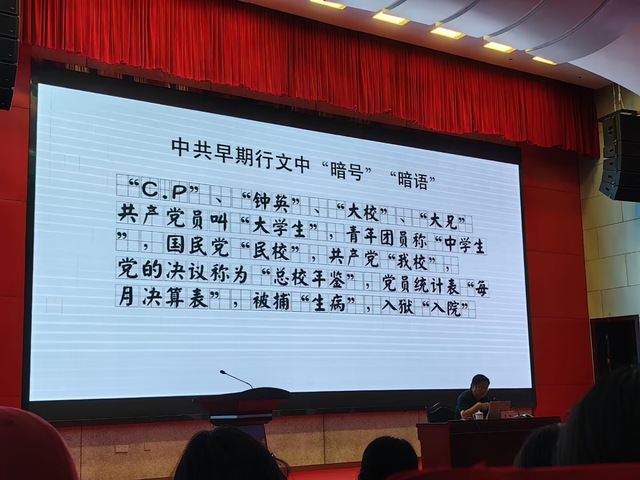 中共早期行文中“暗号”“暗语”
“C.P”、“钟英”、“大校”、“大兄
共产党员叫“大学生”，青年团员称“中学生
”，国民党“民校”，共产党“我校”，
党的决议称为“总校年鉴”，党员统计表“每
月决算表”，被捕“生病”，入狱“入院”